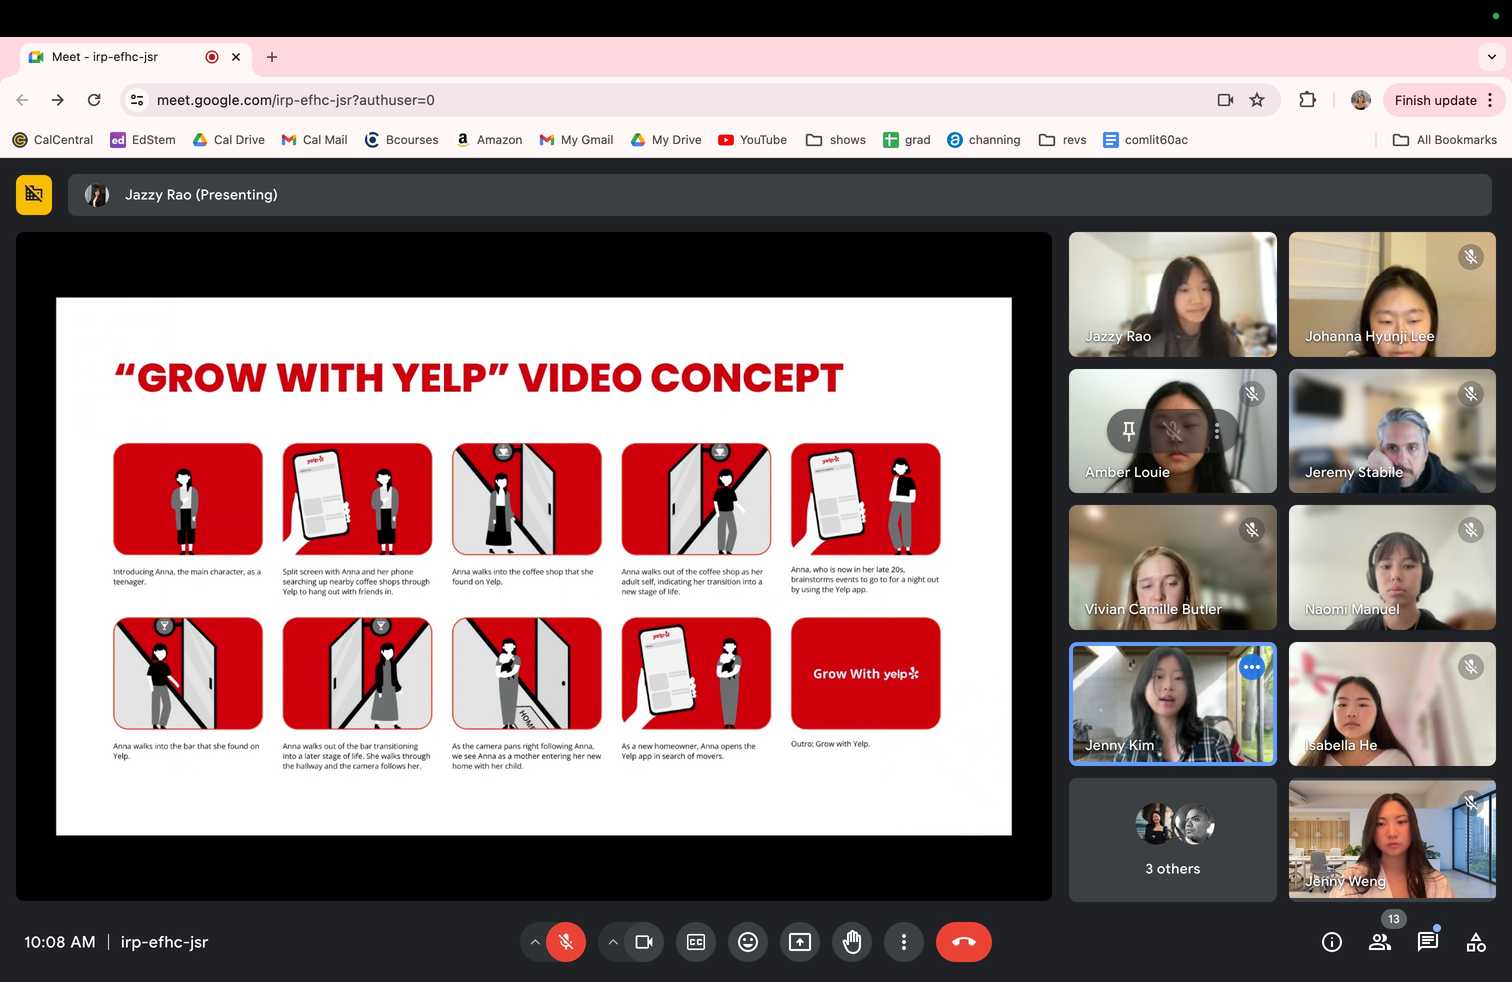 Meet - irp-efhc-jsr
meet.google.com/irp-efhc-jsr?authuser=0
Finish update
CalCentral
ed EdStem
Cal Drive
Cal Mail
Bcourses
Amazon
My Gmail
My Drive
YouTube
shows
grad
channing
revs
comlit60ac
All Bookmarks
Jazzy Rao (Presenting)
“GROW WITH YELP” VIDEO CONCEPT
yelp
yelp
Introducing Anna, the main character, as a
teenager.
Split screen with Anna and her phone
searching up nearby coffee shops through
Yelp to hang out with friends in.
Anna walks into the coffee shop that she
found on Yelp.
Anna walks out of the coffee shop as her
adult self, indicating her transition into a
new stage of life.
Anna, who is now in her late 20s,
brainstorms events to go to for a night out
by using the Yelp app.
HOME
yelp
Grow With yelp
Anna walks into the bar that she found on
Yelp.
Anna walks out of the bar transitioning
into a later stage of life. She walks through
the hallway and the camera follows her.
As the camera pans right following Anna,
we see Anna as a mother entering her new
home with her child.
As a new homeowner, Anna opens the
Yelp app in search of movers.
Outro; Grow with Yelp.
Jazzy Rao
Johanna Hyunji Lee
Amber Louie
Jeremy Stabile
Vivian Camille Butler
Naomi Manuel
Jenny Kim
Isabella He
3 others
Jenny Weng
10:08 AM | irp-efhc-jsr
CC
13